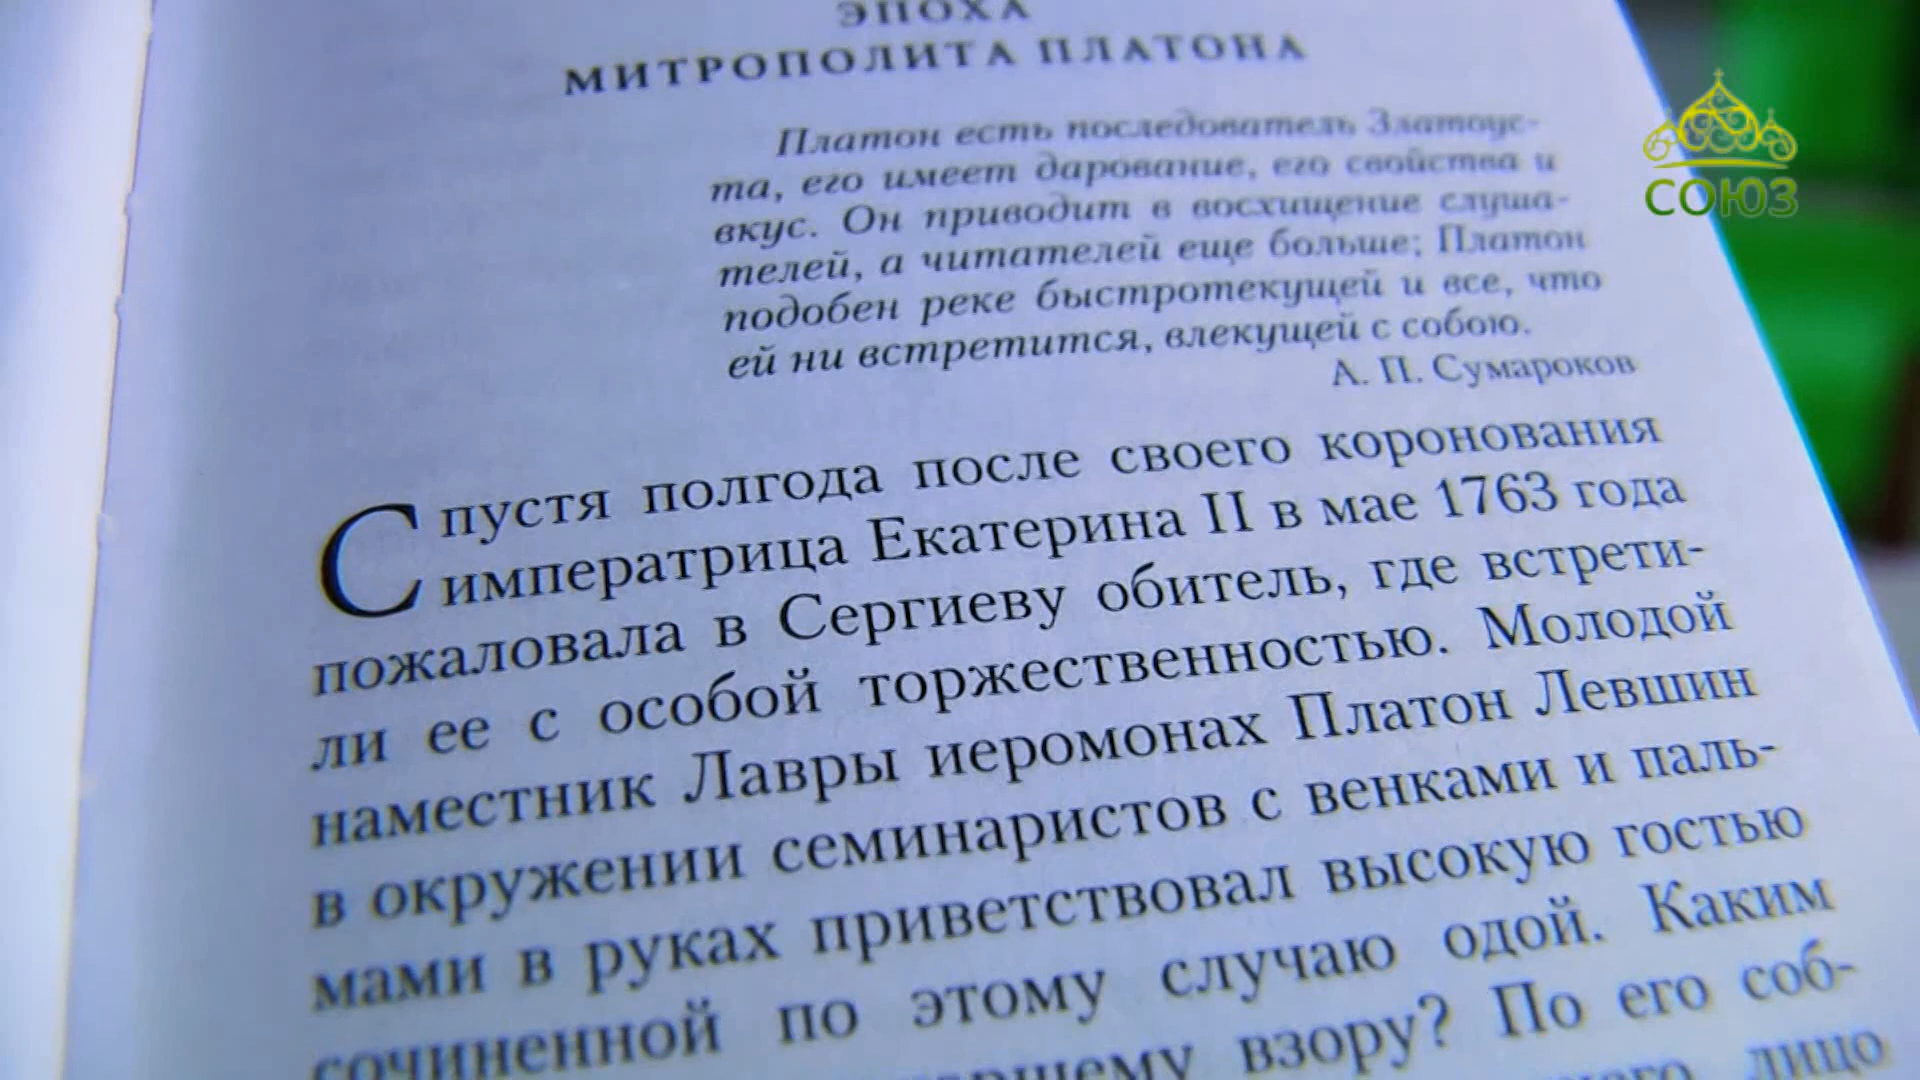 ЭПОХА
МИТРОПОЛИТА ПЛАТОНА
Платон есть последователь Златоус-
та, его имеет дарование, его свойства и
вкус. Он приводит в восхищение слуша-
телей, а читателей еще больше; Платон
подобен реке быстротекущей и все, что
ей ни встретится, влекущей с собою.
А. П. Сумароков
Спустя полгода после своего коронования
императрица Екатерина II в мае 1763 года
пожаловала в Сергиеву обитель, где встрети-
ли ее с особой торжественностью. Молодой
наместник Лавры иеромонах Платон Левшин
в окружении семинаристов с венками и паль-
мами в руках приветствовал высокую гостью
сочиненной по этому случаю одой. Каким
взору? По его соб-
лицо
СОЮЗ